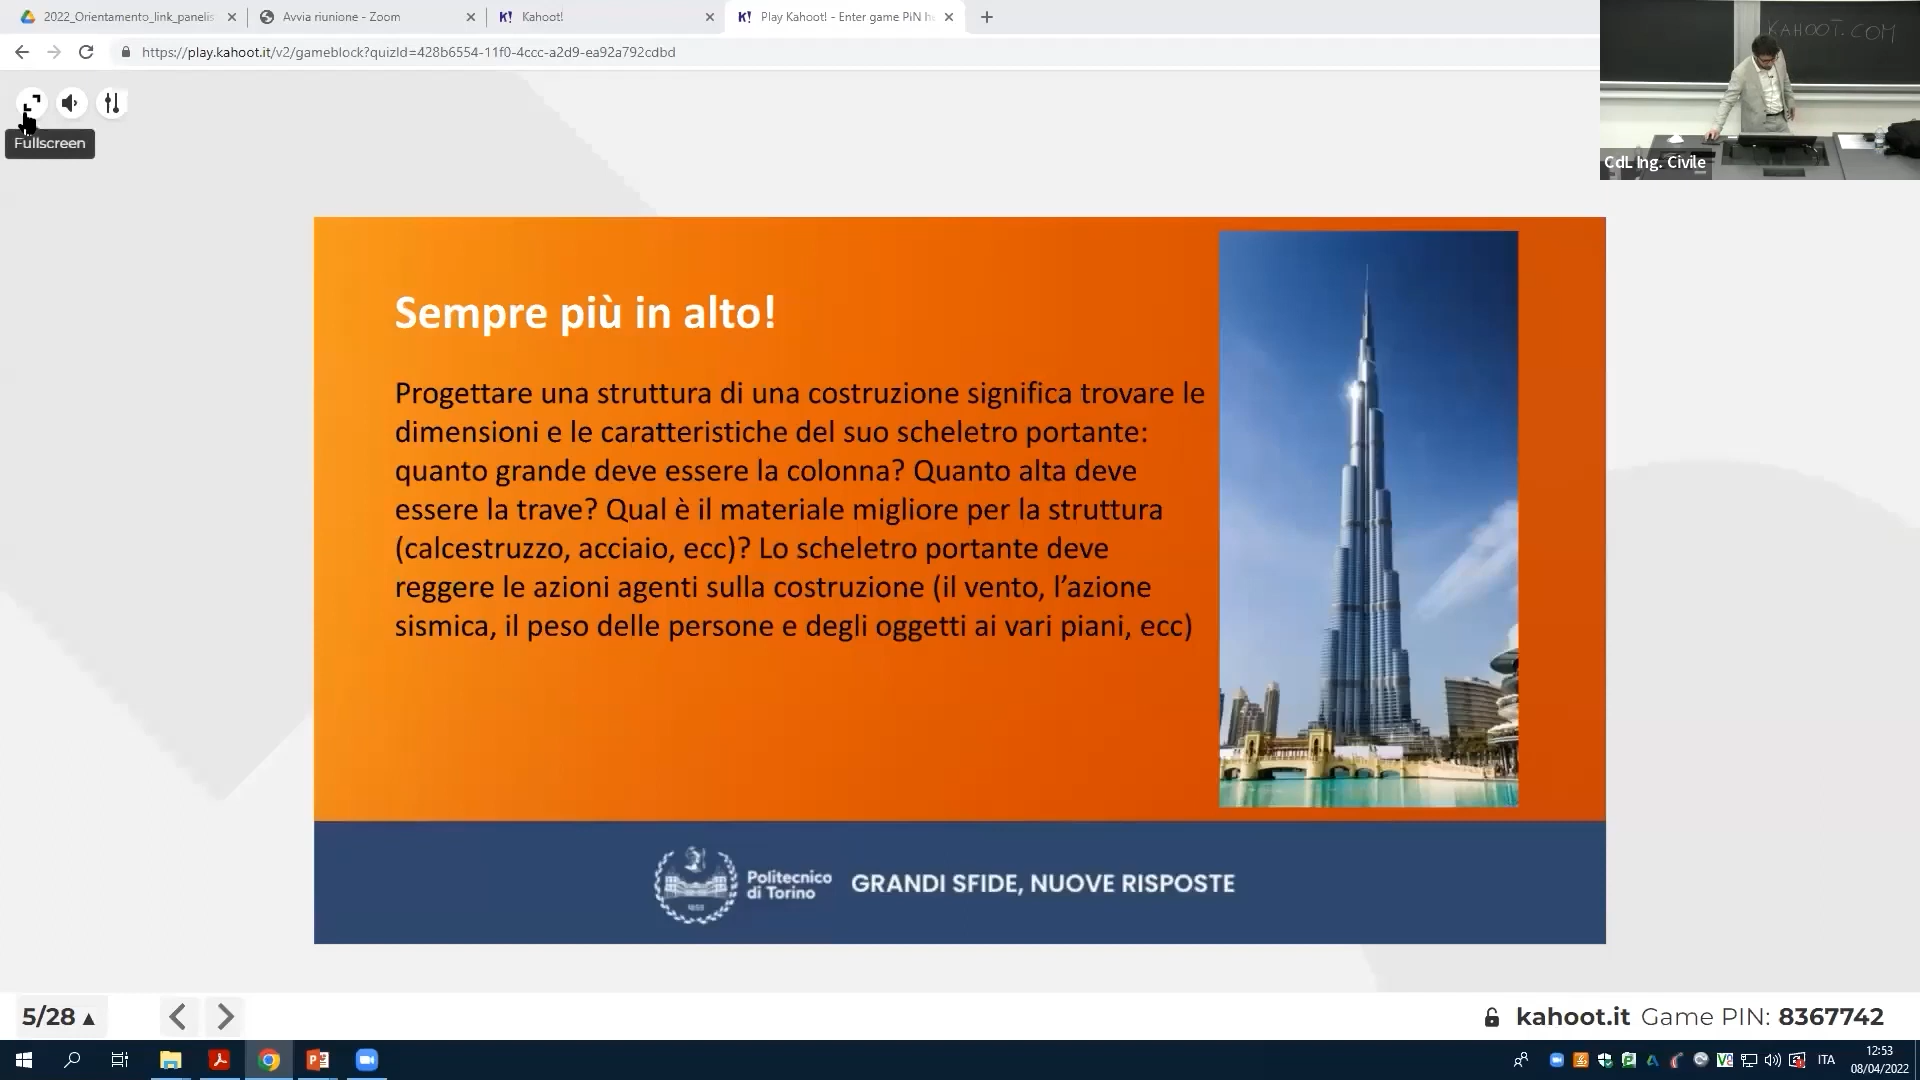 2022_Orientamento_link_panelis
Avvia riunione - Zoom
K! Kahoot!
K! Play Kahoot! - Enter game PIN h
https://play.kahoot.it/v2/gameblock?quizId=428b6554-11f0-4ccc-a2d9-ea92a792cdbd
KAHOOT.COM
Fullscreen
CdL Ing. Civile
Sempre più in alto!
Progettare una struttura di una costruzione significa trovare le
dimensioni e le caratteristiche del suo scheletro portante:
quanto grande deve essere la colonna? Quanto alta deve
essere la trave? Qual è il materiale migliore per la struttura
(calcestruzzo, acciaio, ecc)? Lo scheletro portante deve
reggere le azioni agenti sulla costruzione (il vento, l’azione
sismica, il peso delle persone e degli oggetti ai vari piani, ecc)
Politecnico
di Torino
1859
GRANDI SFIDE, NUOVE RISPOSTE
5/28
kahoot.it Game PIN: 8367742
ITA
12:53
08/04/2022